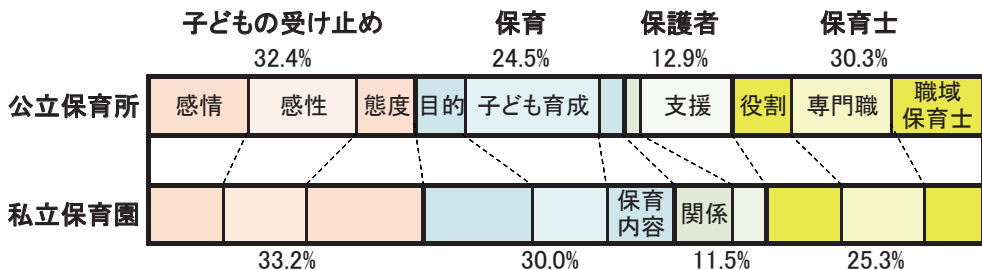 子どもの受け止め 保育 保護者 保育士
32.4% 24.5% 12.9% 30.3%
公立保育所 感情 感性 態度 目的 子ども育成 支援 役割 専門職 職域
保育士
私立保育園 保育
内容 関係
33.2% 30.0% 11.5% 25.3%